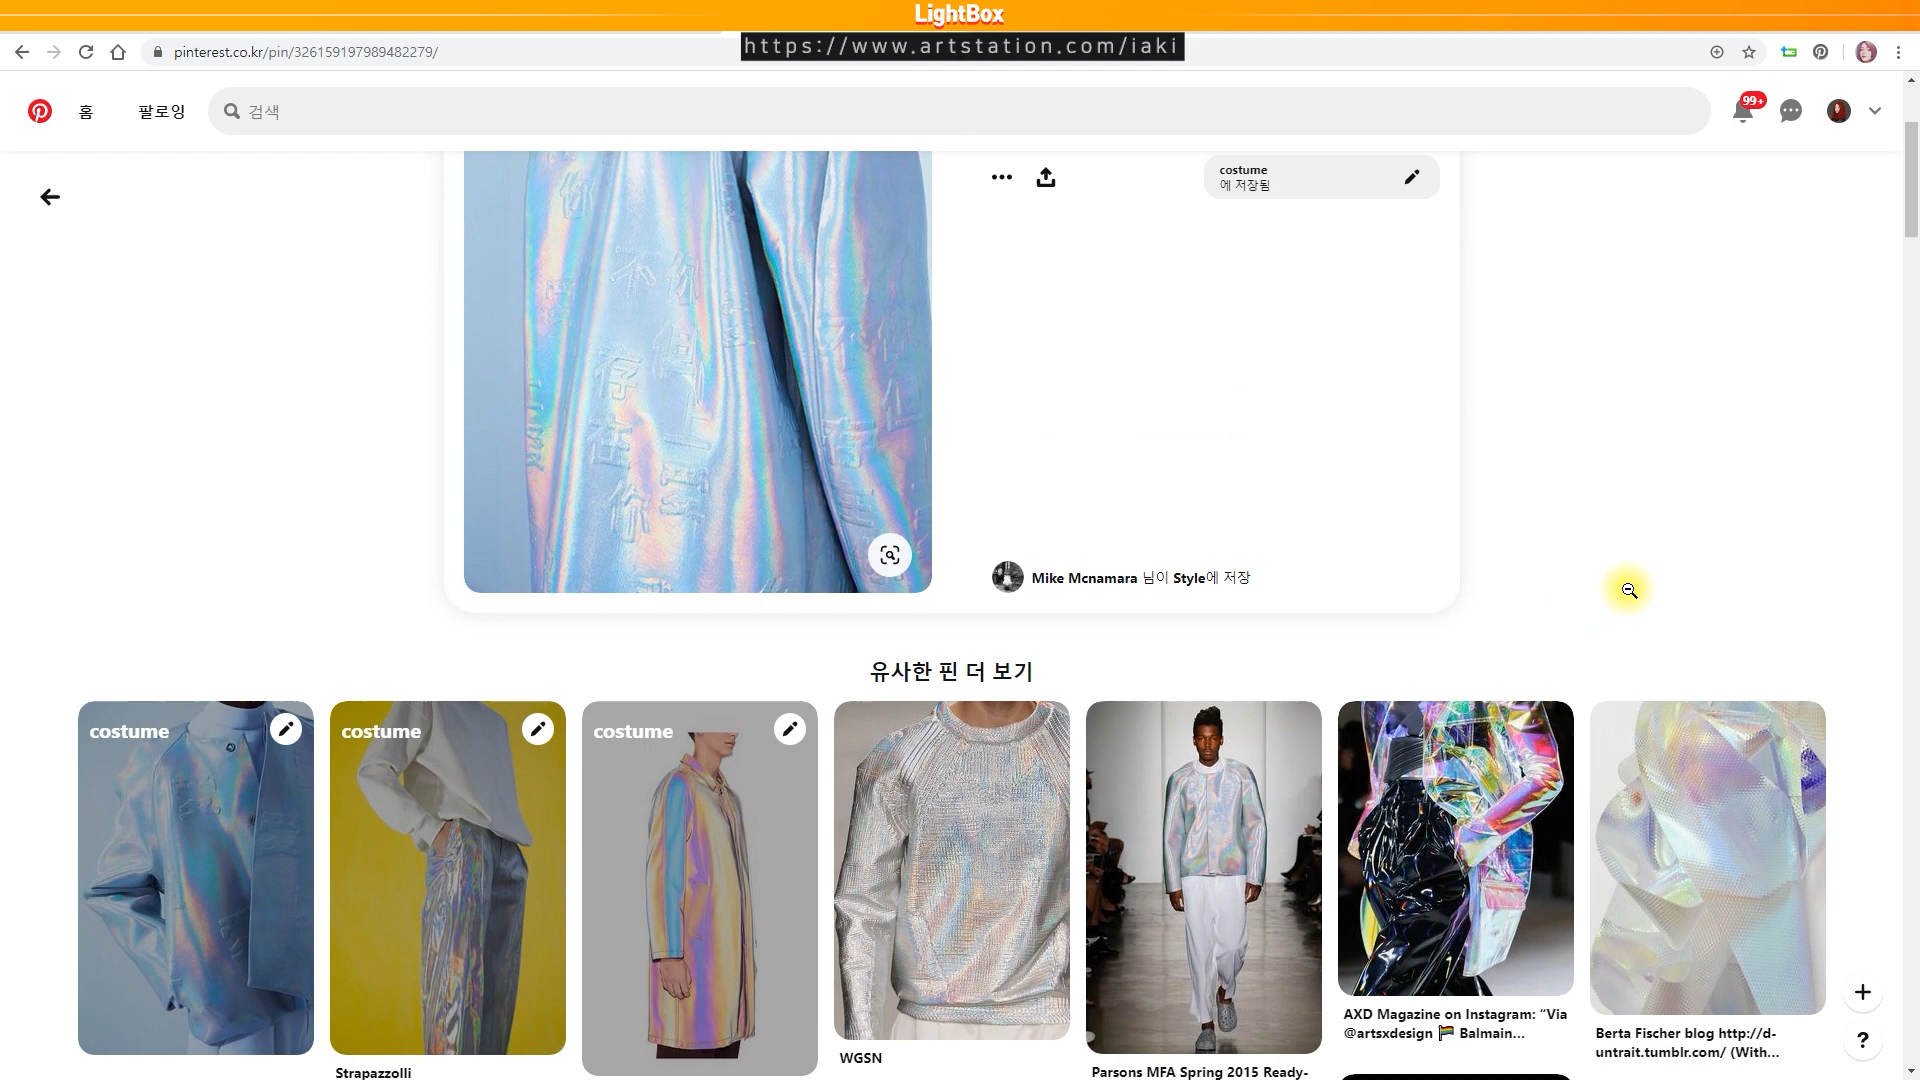 LightBox
https://www.artstation.com/iaki
pinterest.co.kr/pin/326159197989482279/
홈
팔로잉
검색
99+
costume
에 저장됨
Mike Mcnamara 님이 Style에 저장
유사한 핀 더 보기
costume
costume
costume
Strapazzolli
WGSN
Parsons MFA Spring 2015 Ready-
AXD Magazine on Instagram: “Via
@artsxdesign 🏳️‍🌈 Balmain...
Berta Fischer blog http://d-
untrait.tumblr.com/ (With...